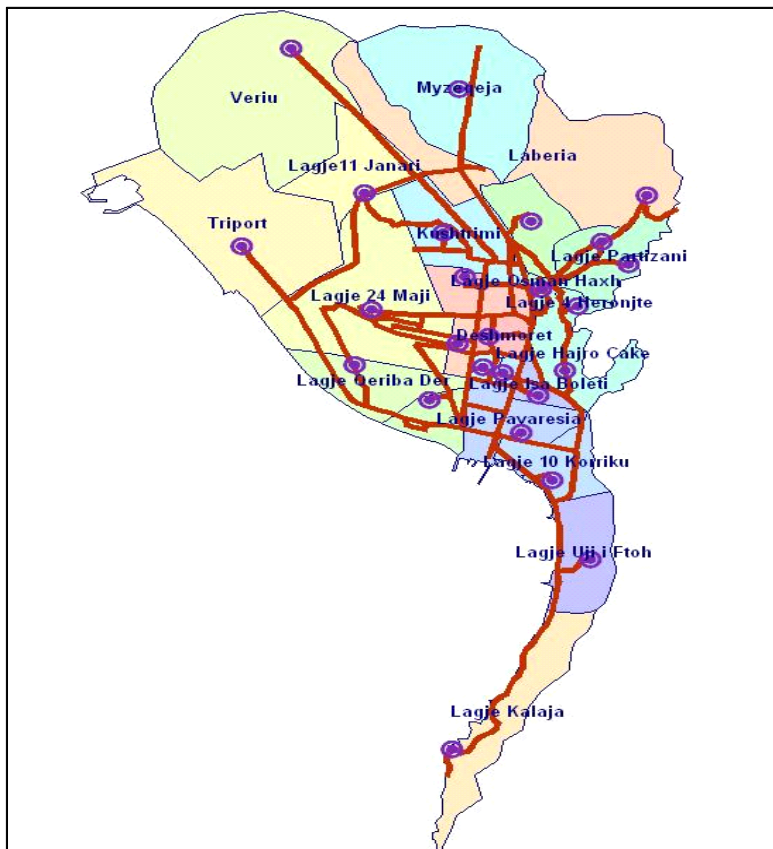 Myzeqeja
Veriu
Laberia
Lagje11 Janari
Triport
Kushtrimi
Lagje Partizani
Lagje Osman Haxh
Lagje 24 Maji
Lagje 4 Heronjte
Deshmoret
Lagje Hajro Cake
Lagje Qeriba Der
Lagje Isa Boleti
Lagje Pavaresia
Lagje 10 Korriku
Lagje Uji i Ftoh
Lagje Kalaja